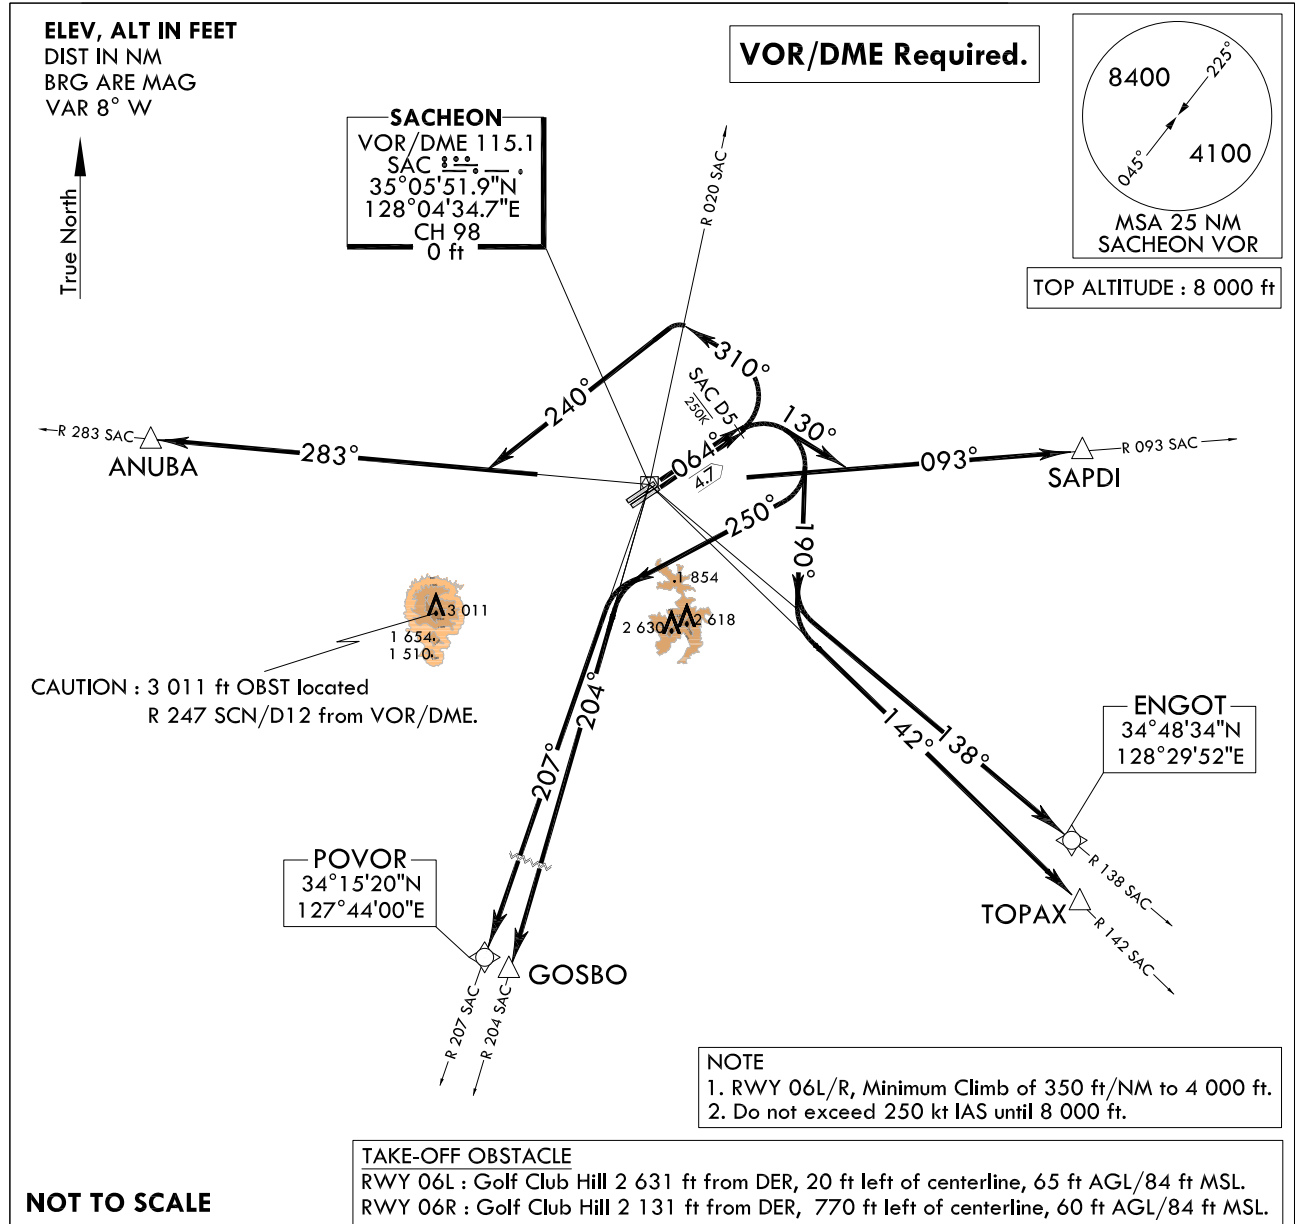 ELEV, ALT IN FEET
DIST IN NM
BRG ARE MAG
VAR 8° W
True North
VOR/DME Required.
8400
225°
045°
4100
MSA 25 NM
SACHEON VOR
TOP ALTITUDE : 8 000 ft
SACHEON
VOR/DME 115.1
SAC
35°05'51.9"N
128°04'34.7"E
CH 98
0 ft
R 020 SAC
310°
240°
SAC D5
250K
130°
064°
4.7
R 283 SAC
ANUBA
283°
093°
R 093 SAC
SAPDI
250°
190°
3 011
1 654
1 510
1 854
2 630
2 618
CAUTION : 3 011 ft OBST located
R 247 SCN/D12 from VOR/DME.
204°
207°
142°
138°
ENGOT
34°48'34"N
128°29'52"E
POVOR
34°15'20"N
127°44'00"E
R 138 SAC
TOPAX
R 142 SAC
GOSBO
R 207 SAC
R 204 SAC
NOTE
1. RWY 06L/R, Minimum Climb of 350 ft/NM to 4 000 ft.
2. Do not exceed 250 kt IAS until 8 000 ft.
TAKE-OFF OBSTACLE
RWY 06L : Golf Club Hill 2 631 ft from DER, 20 ft left of centerline, 65 ft AGL/84 ft MSL.
RWY 06R : Golf Club Hill 2 131 ft from DER, 770 ft left of centerline, 60 ft AGL/84 ft MSL.
NOT TO SCALE